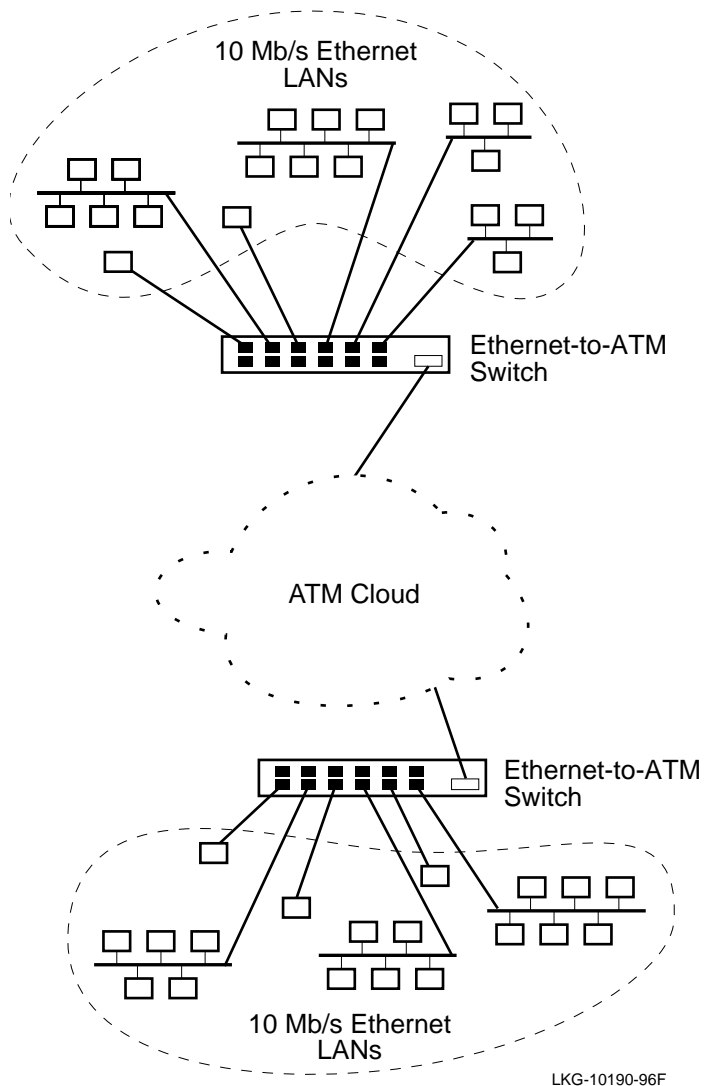 10 Mb/s Ethernet
LANs
Ethernet-to-ATM
Switch
ATM Cloud
Ethernet-to-ATM
Switch
10 Mb/s Ethernet
LANs
LKG-10190-96F